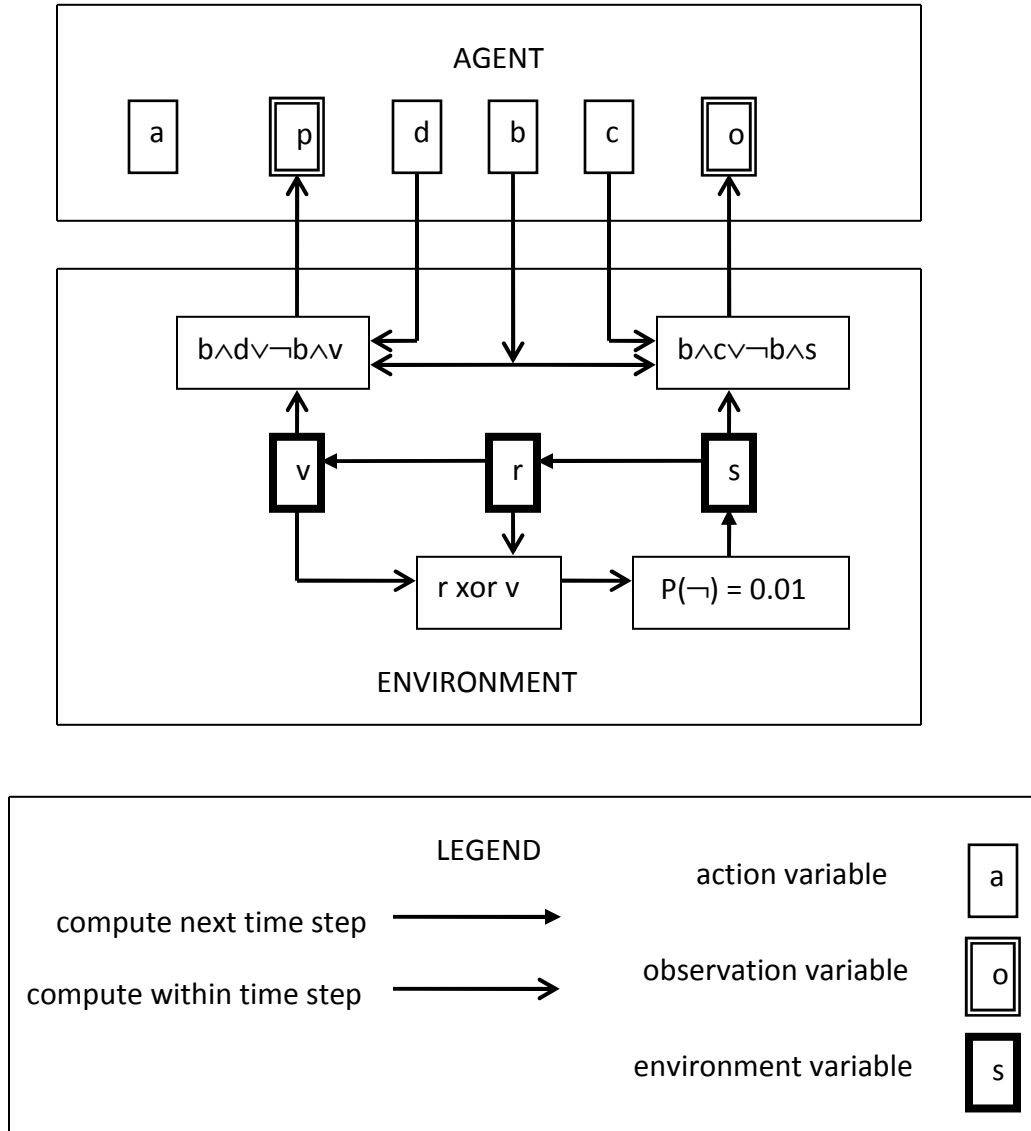 AGENT
a p d b c o
b∧d∨¬b∧v b∧c∨¬b∧s
v r s
r xor v P(¬) = 0.01
ENVIRONMENT
LEGEND
action variable a
compute next time step
observation variable o
compute within time step
environment variable s